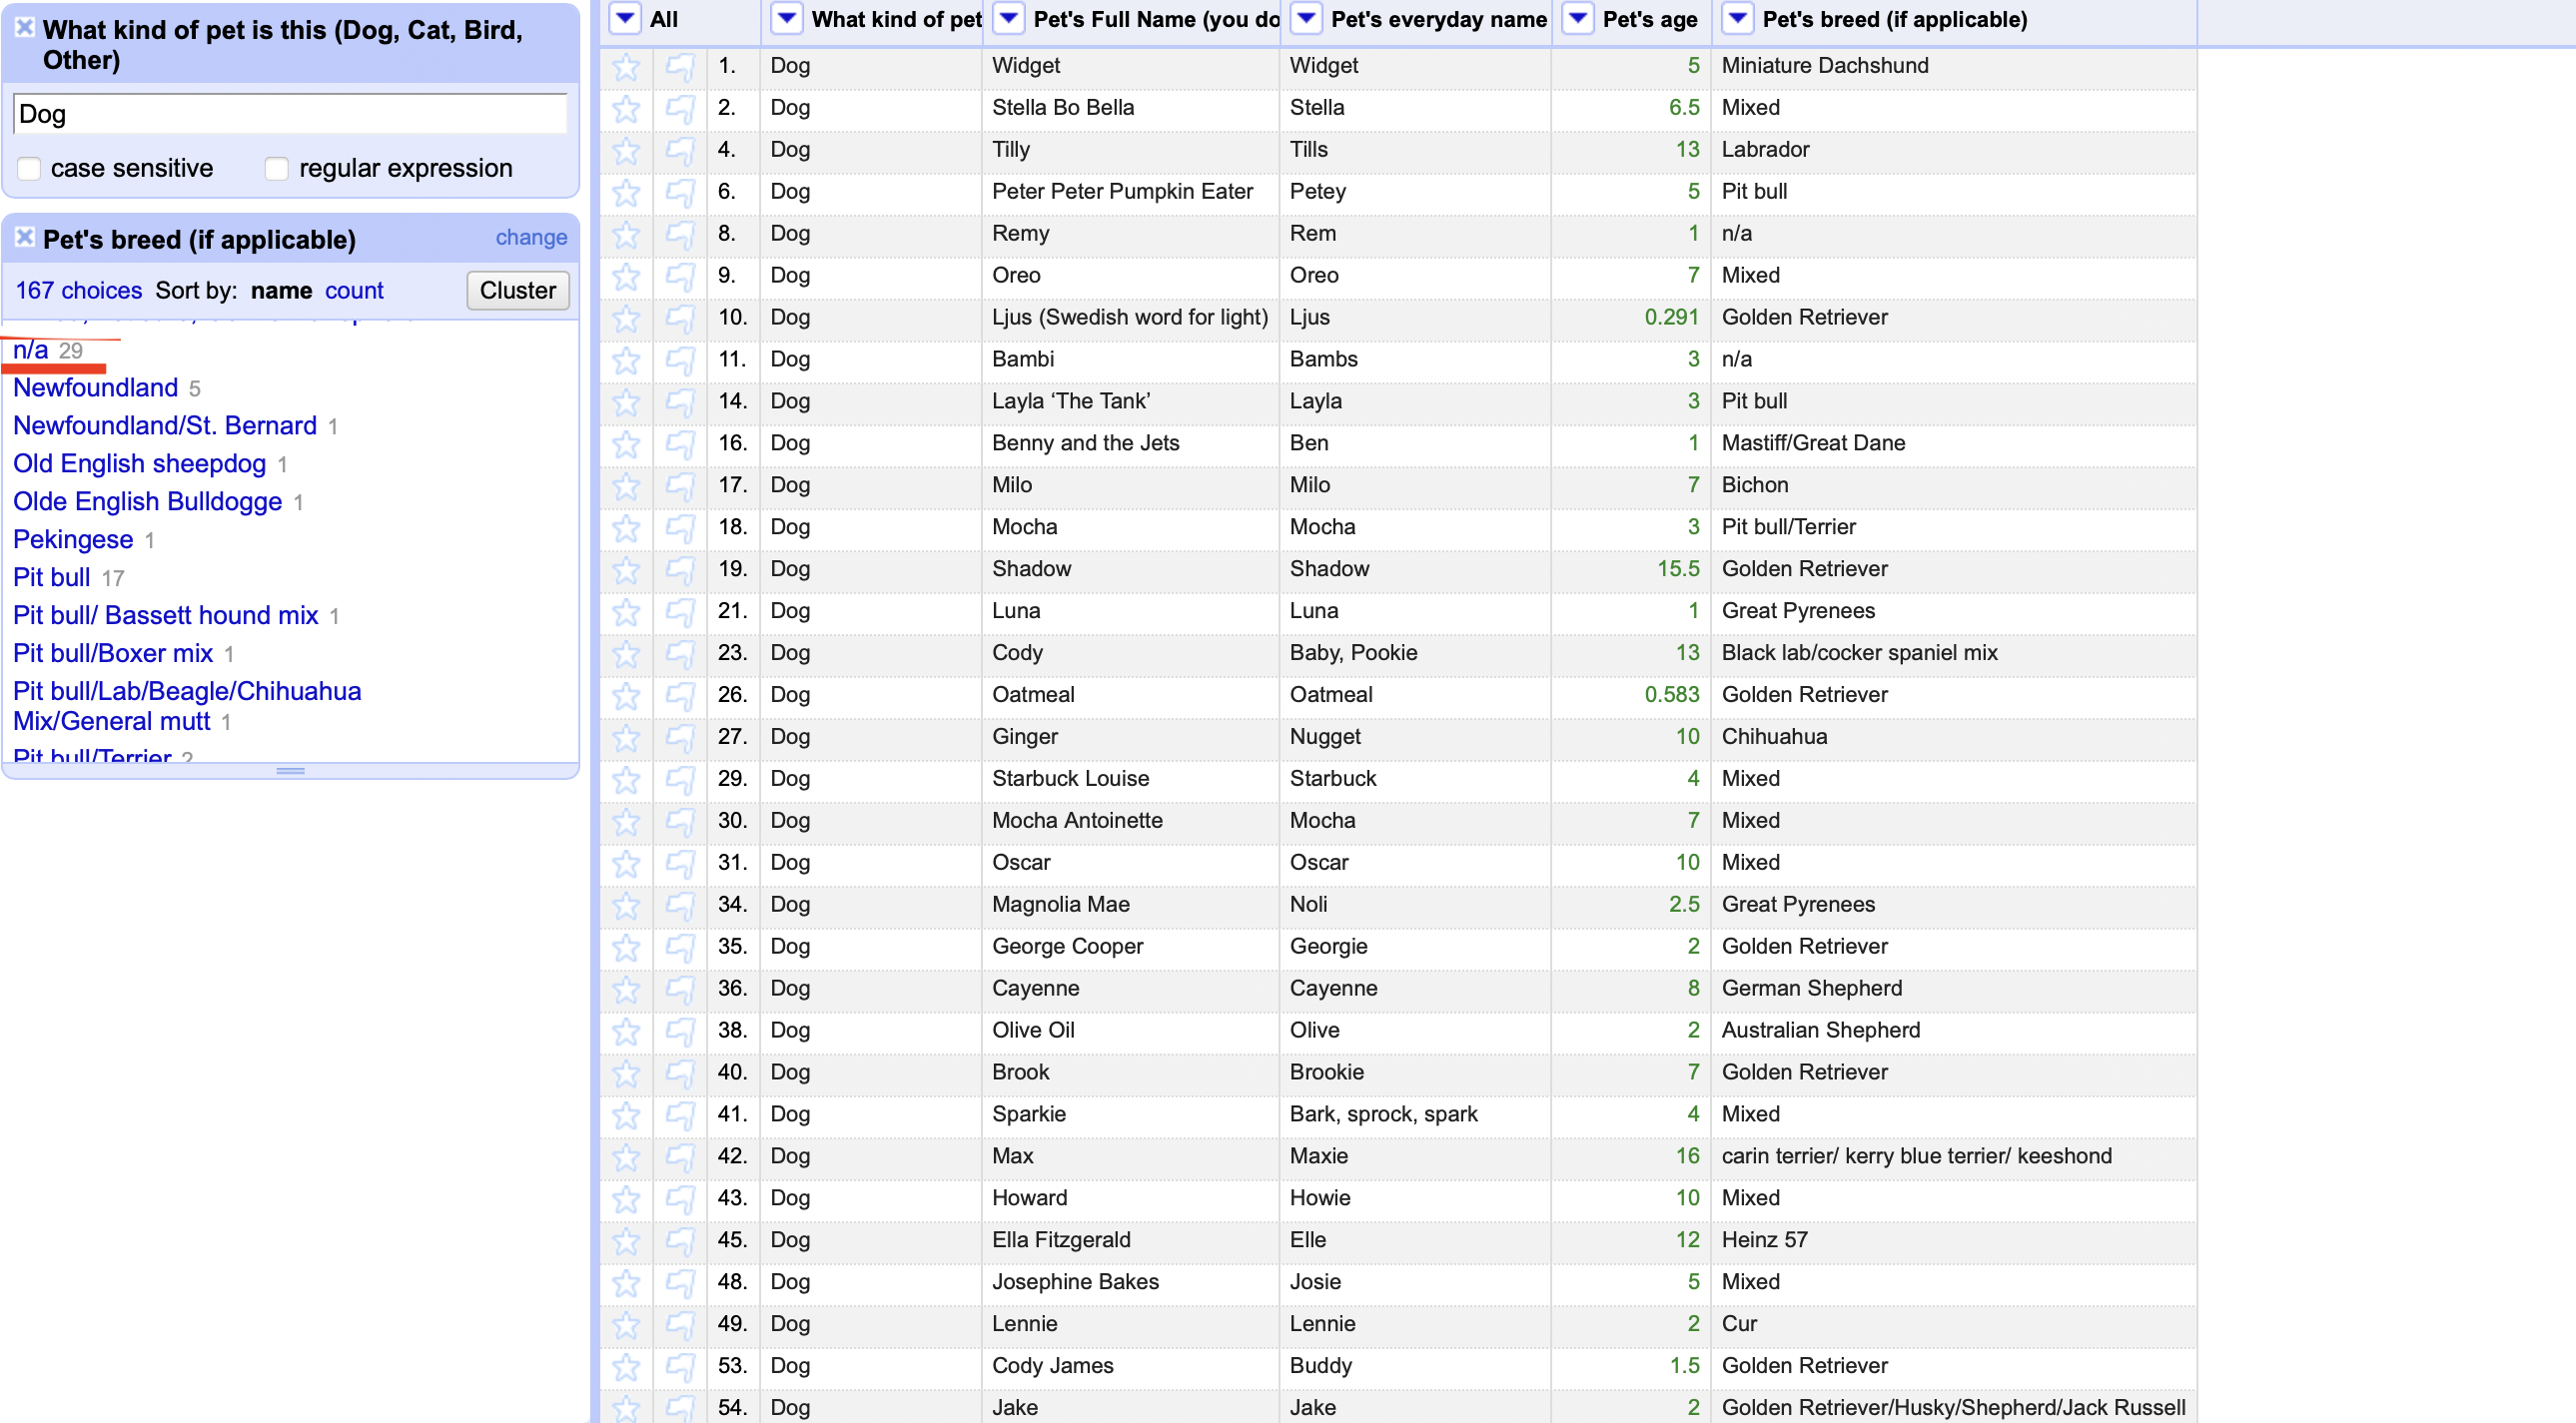 What kind of pet is this (Dog, Cat, Bird,
Other)
Dog
case sensitive regular expression
Pet's breed (if applicable) change
167 choices Sort by: name count Cluster
n/a 29
Newfoundland 5
Newfoundland/St. Bernard 1
Old English sheepdog 1
Olde English Bulldogge 1
Pekingese 1
Pit bull 17
Pit bull/ Bassett hound mix 1
Pit bull/Boxer mix 1
Pit bull/Lab/Beagle/Chihuahua
Mix/General mutt 1
Pit bull/Terrier 2
All What kind of pet Pet's Full Name (you do Pet's everyday name Pet's age Pet's breed (if applicable)
1. Dog Widget Widget 5 Miniature Dachshund
2. Dog Stella Bo Bella Stella 6.5 Mixed
4. Dog Tilly Tills 13 Labrador
6. Dog Peter Peter Pumpkin Eater Petey 5 Pit bull
8. Dog Remy Rem 1 n/a
9. Dog Oreo Oreo 7 Mixed
10. Dog Ljus (Swedish word for light) Ljus 0.291 Golden Retriever
11. Dog Bambi Bambs 3 n/a
14. Dog Layla ‘The Tank’ Layla 3 Pit bull
16. Dog Benny and the Jets Ben 1 Mastiff/Great Dane
17. Dog Milo Milo 7 Bichon
18. Dog Mocha Mocha 3 Pit bull/Terrier
19. Dog Shadow Shadow 15.5 Golden Retriever
21. Dog Luna Luna 1 Great Pyrenees
23. Dog Cody Baby, Pookie 13 Black lab/cocker spaniel mix
26. Dog Oatmeal Oatmeal 0.583 Golden Retriever
27. Dog Ginger Nugget 10 Chihuahua
29. Dog Starbuck Louise Starbuck 4 Mixed
30. Dog Mocha Antoinette Mocha 7 Mixed
31. Dog Oscar Oscar 10 Mixed
34. Dog Magnolia Mae Noli 2.5 Great Pyrenees
35. Dog George Cooper Georgie 2 Golden Retriever
36. Dog Cayenne Cayenne 8 German Shepherd
38. Dog Olive Oil Olive 2 Australian Shepherd
40. Dog Brook Brookie 7 Golden Retriever
41. Dog Sparkie Bark, sprock, spark 4 Mixed
42. Dog Max Maxie 16 carin terrier/ kerry blue terrier/ keeshond
43. Dog Howard Howie 10 Mixed
45. Dog Ella Fitzgerald Elle 12 Heinz 57
48. Dog Josephine Bakes Josie 5 Mixed
49. Dog Lennie Lennie 2 Cur
53. Dog Cody James Buddy 1.5 Golden Retriever
54. Dog Jake Jake 2 Golden Retriever/Husky/Shepherd/Jack Russell